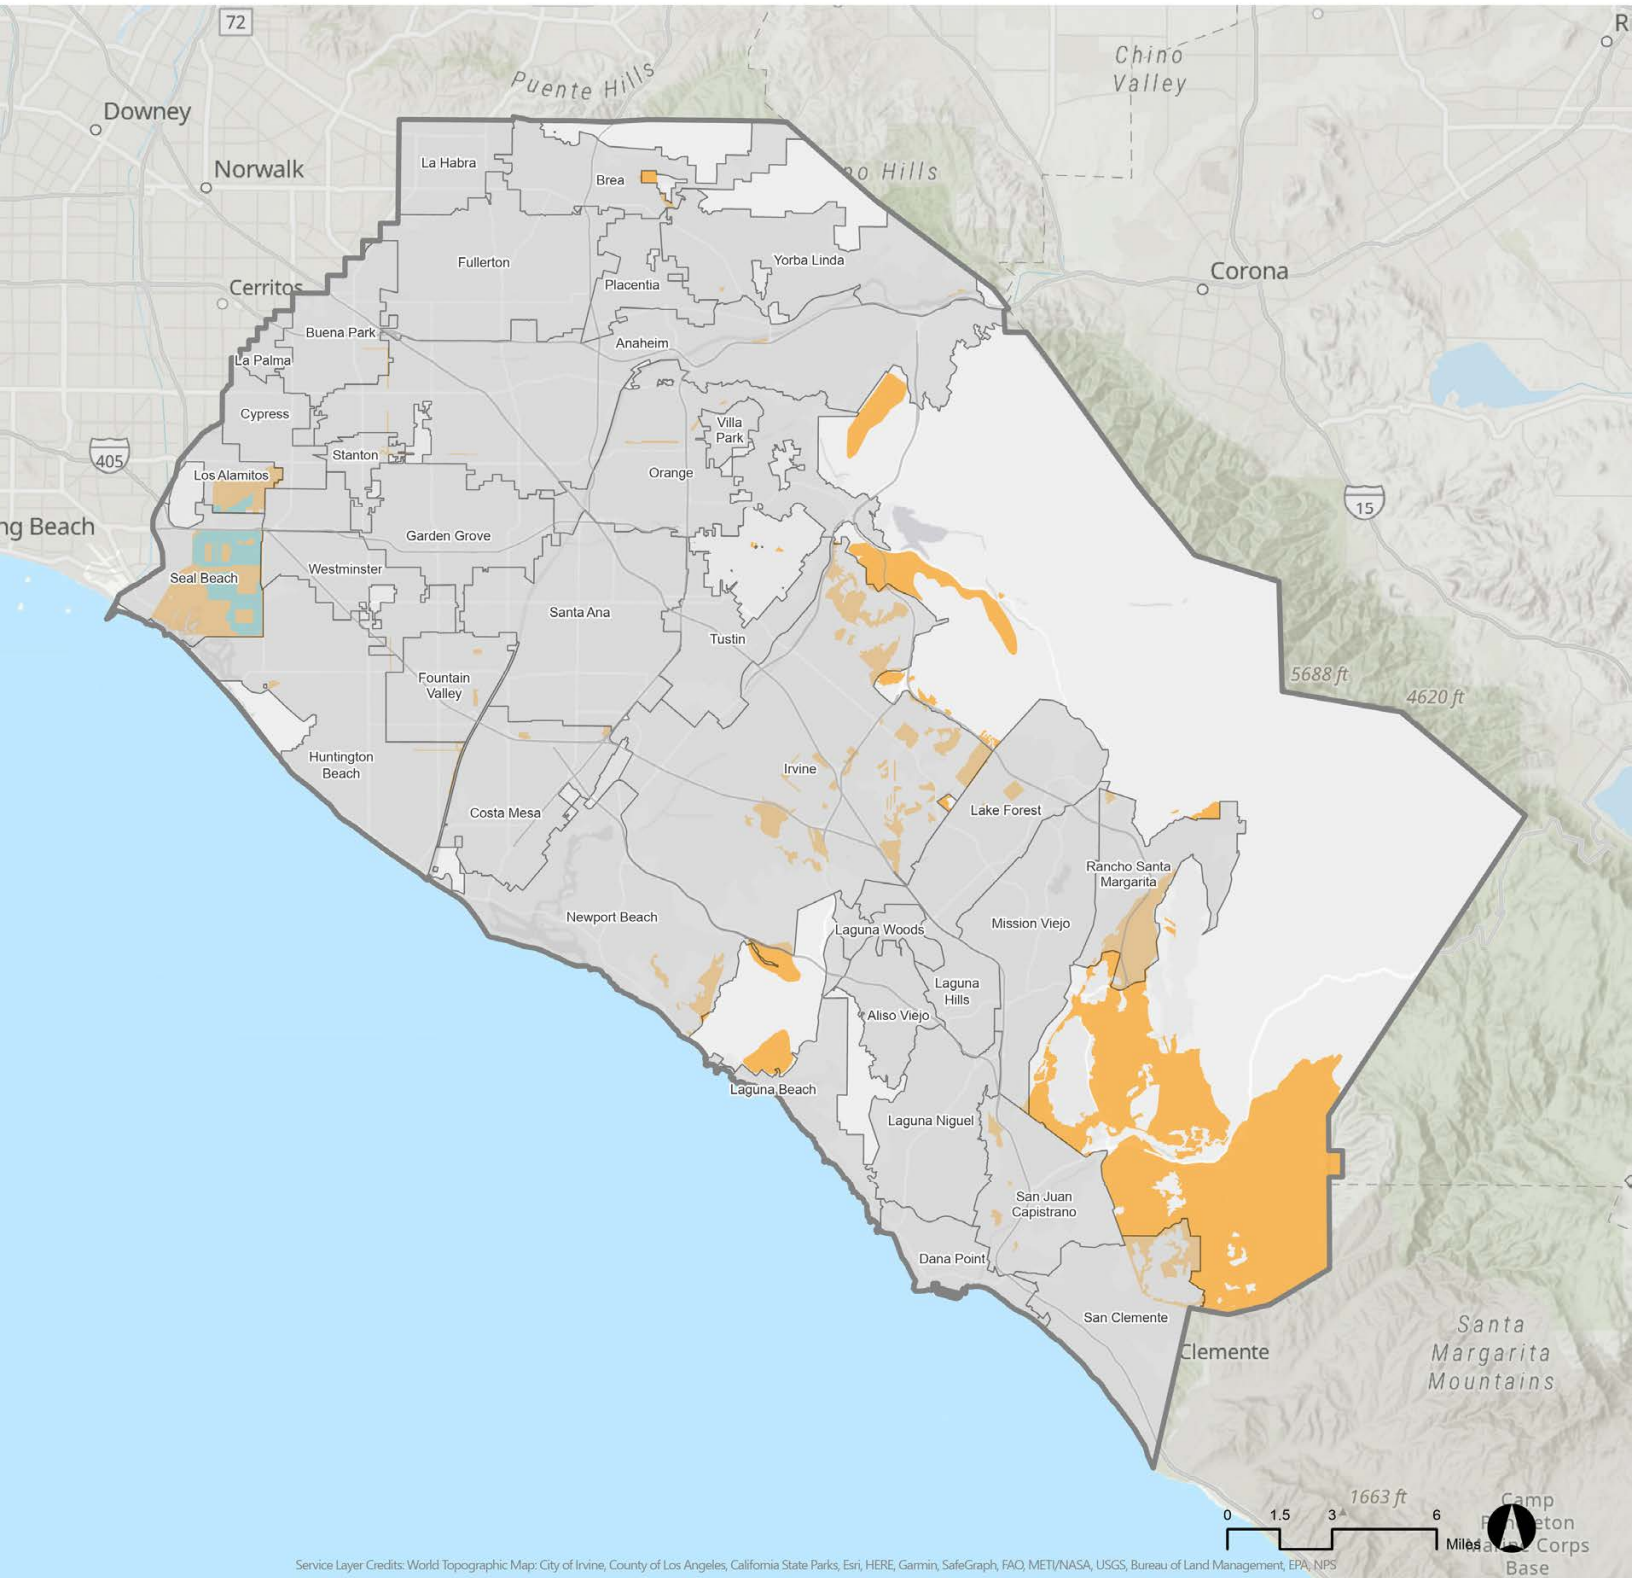 72
Puente Hills
Chino
Valley
Downey
Norwalk
La Habra
Brea
no Hills
Cerritos
Fullerton
Yorba Linda
Placentia
Corona
Buena Park
La Palma
Anaheim
Cypress
Villa
Park
405
Stanton
Los Alamitos
Orange
15
ng Beach
Garden Grove
Westminster
Seal Beach
Santa Ana
Tustin
Fountain
Valley
5688 ft
4620 ft
Huntington
Beach
Irvine
Costa Mesa
Lake Forest
Rancho Santa
Margarita
Newport Beach
Laguna Woods
Mission Viejo
Laguna
Hills
Aliso Viejo
Laguna Beach
Laguna Niguel
San Juan
Capistrano
Dana Point
San Clemente
Clemente
Santa
Margarita
Mountains
1663 ft
0 1.5 3 6
Miles
Camp
Corps
Base
Service Layer Credits: World Topographic Map: City of Irvine, County of Los Angeles, California State Parks, Esri, HERE, Garmin, SafeGraph, FAO, METI/NASA, USGS, Bureau of Land Management, EPA, NPS